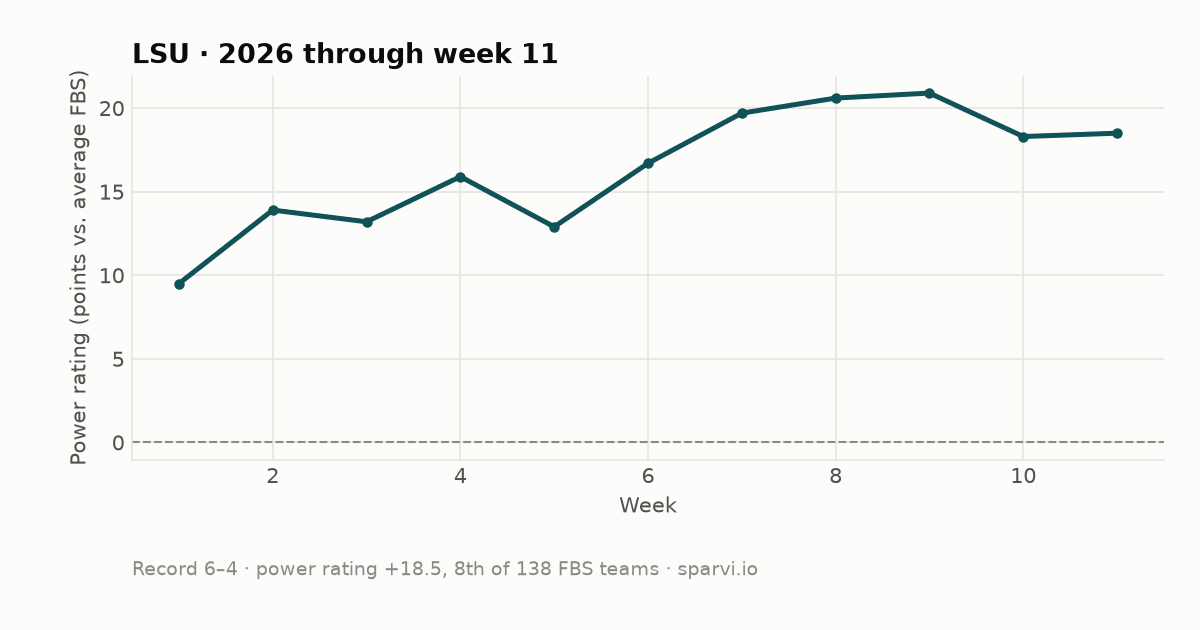 LSU · 2026 through week 11
Power rating (points vs. average FBS)
20
15
10
5
0
2 4 6 8 10
Week
Record 6–4 · power rating +18.5, 8th of 138 FBS teams · sparvi.io